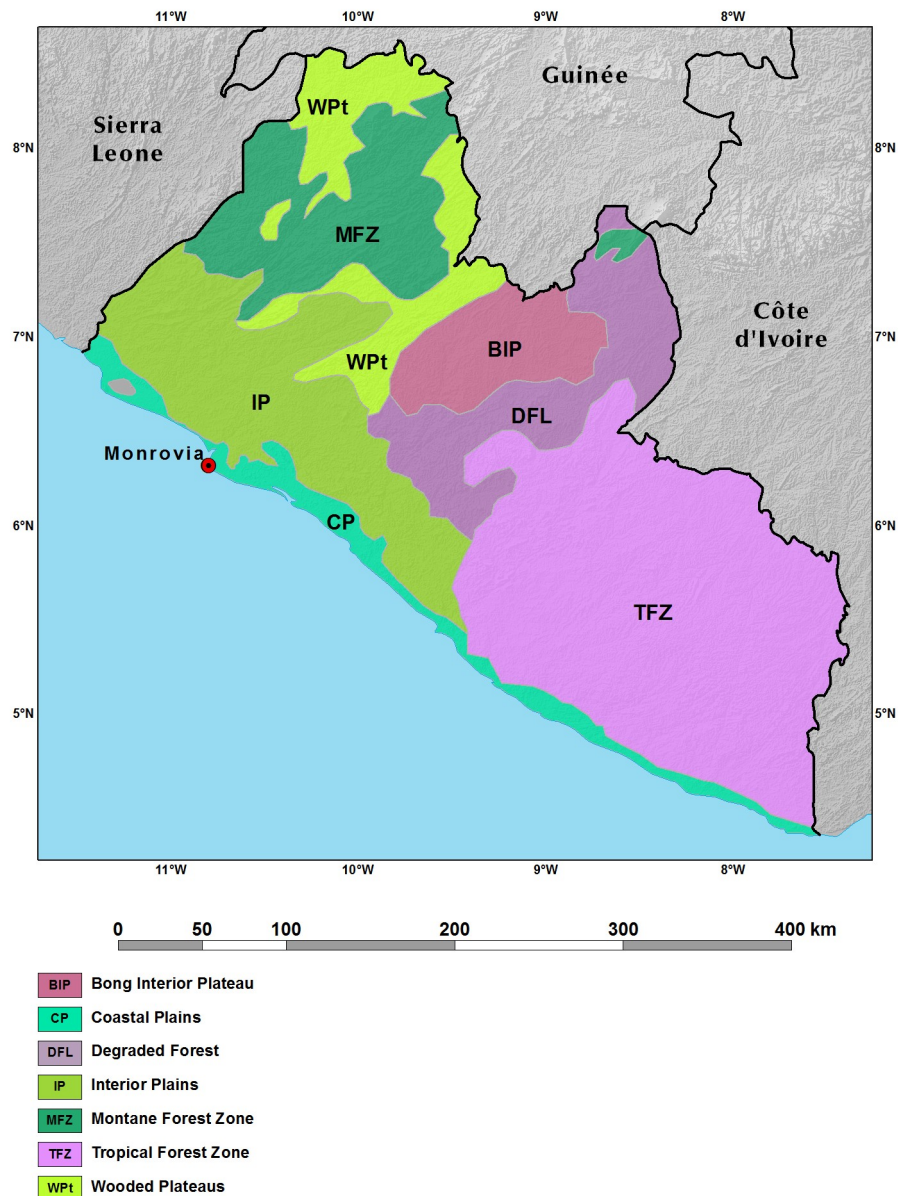 11°W 10°W 9°W 8°W
Guinée
WPt
Sierra
Leone
8°N 8°N
MFZ
Côte
d'Ivoire
7°N 7°N
BIP
WPt
IP
DFL
Monrovia
CP
6°N 6°N
TFZ
5°N 5°N
11°W 10°W 9°W 8°W
0 50 100 200 300 400 km
BIP Bong Interior Plateau
CP Coastal Plains
DFL Degraded Forest
IP Interior Plains
MFZ Montane Forest Zone
TFZ Tropical Forest Zone
WPt Wooded Plateaus